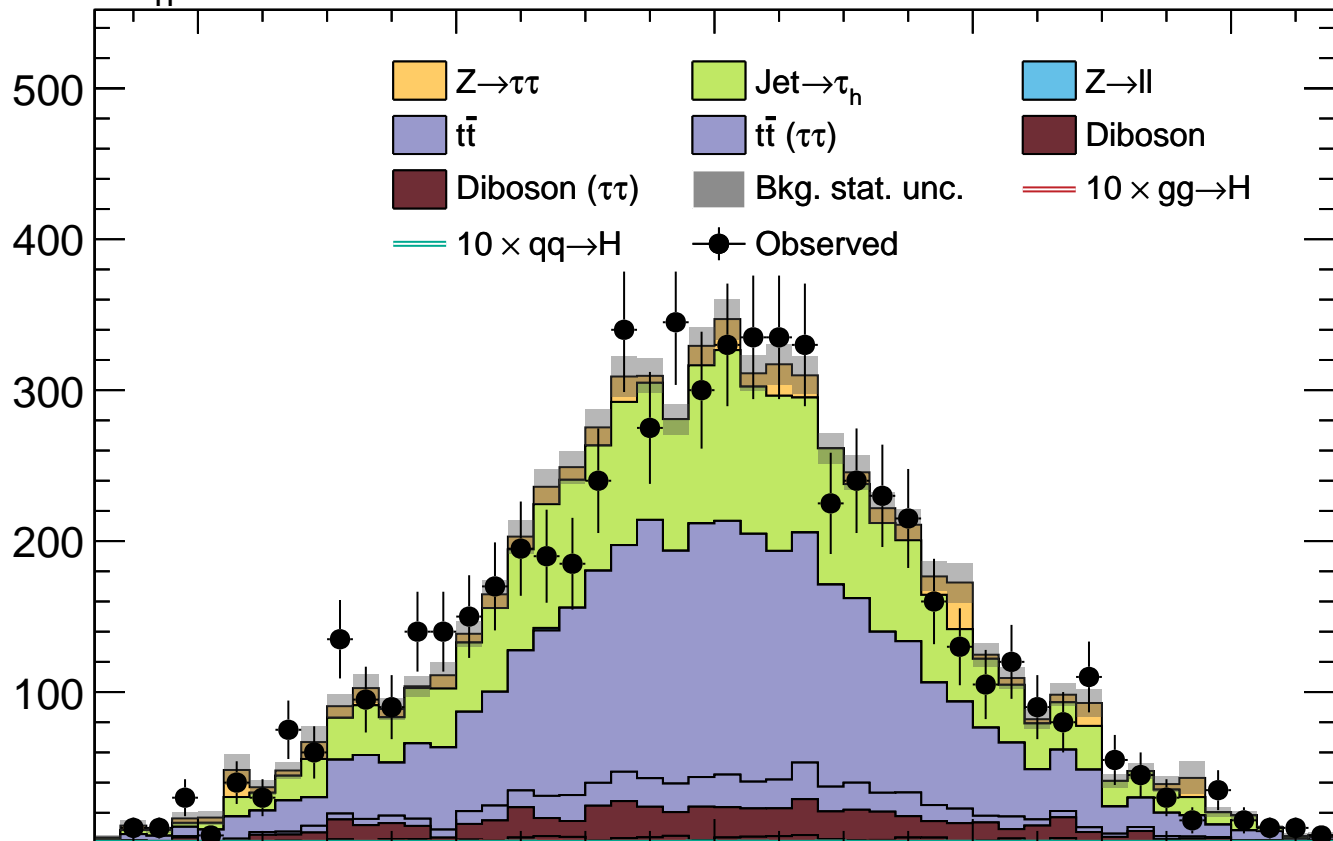 500
Z→ττ Jet→τh Z→ll
tt̄ tt̄ (ττ) Diboson
Diboson (ττ) Bkg. stat. unc. 10 × gg→H
400
10 × qq→H Observed
300
200
100